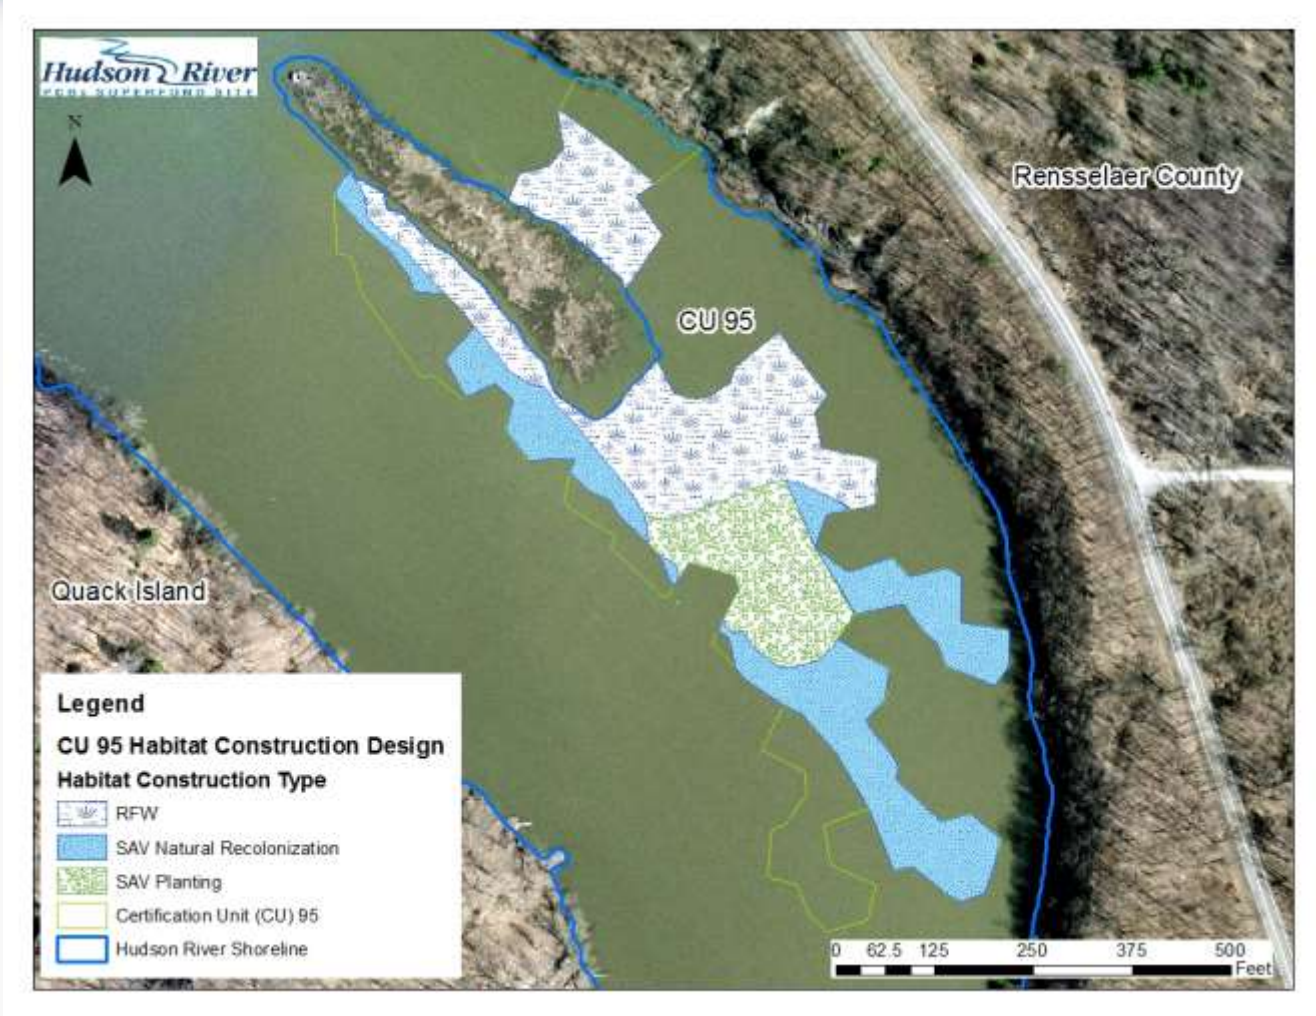 Hudson River
PCBs SUPERFUND SITE
N
Rensselaer County
CU 95
Quack Island
Legend
CU 95 Habitat Construction Design
Habitat Construction Type
RFW
SAV Natural Recolonization
SAV Planting
Certification Unit (CU) 95
Hudson River Shoreline
0 62.5 125 250 375 500
Feet